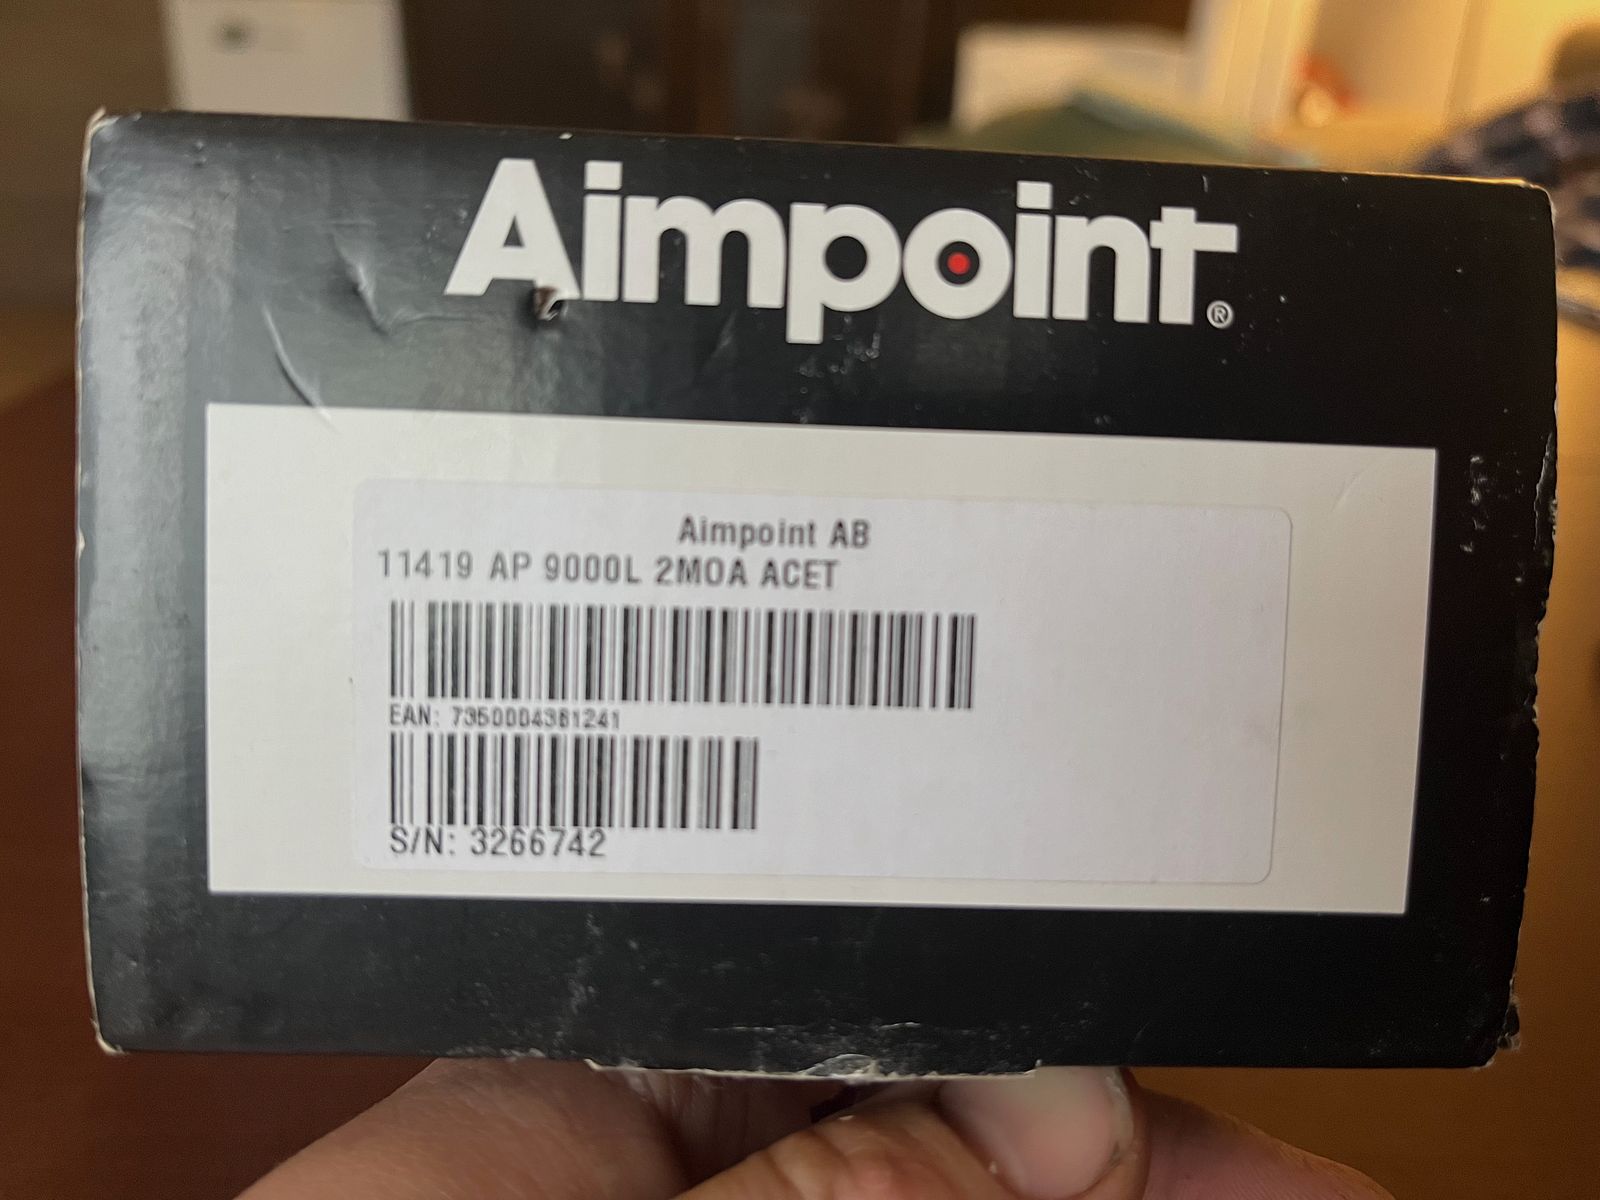 Aimpoint®
Aimpoint AB
11419 AP 9000L 2MOA ACET
EAN: 7350004381241
S/N: 3266742